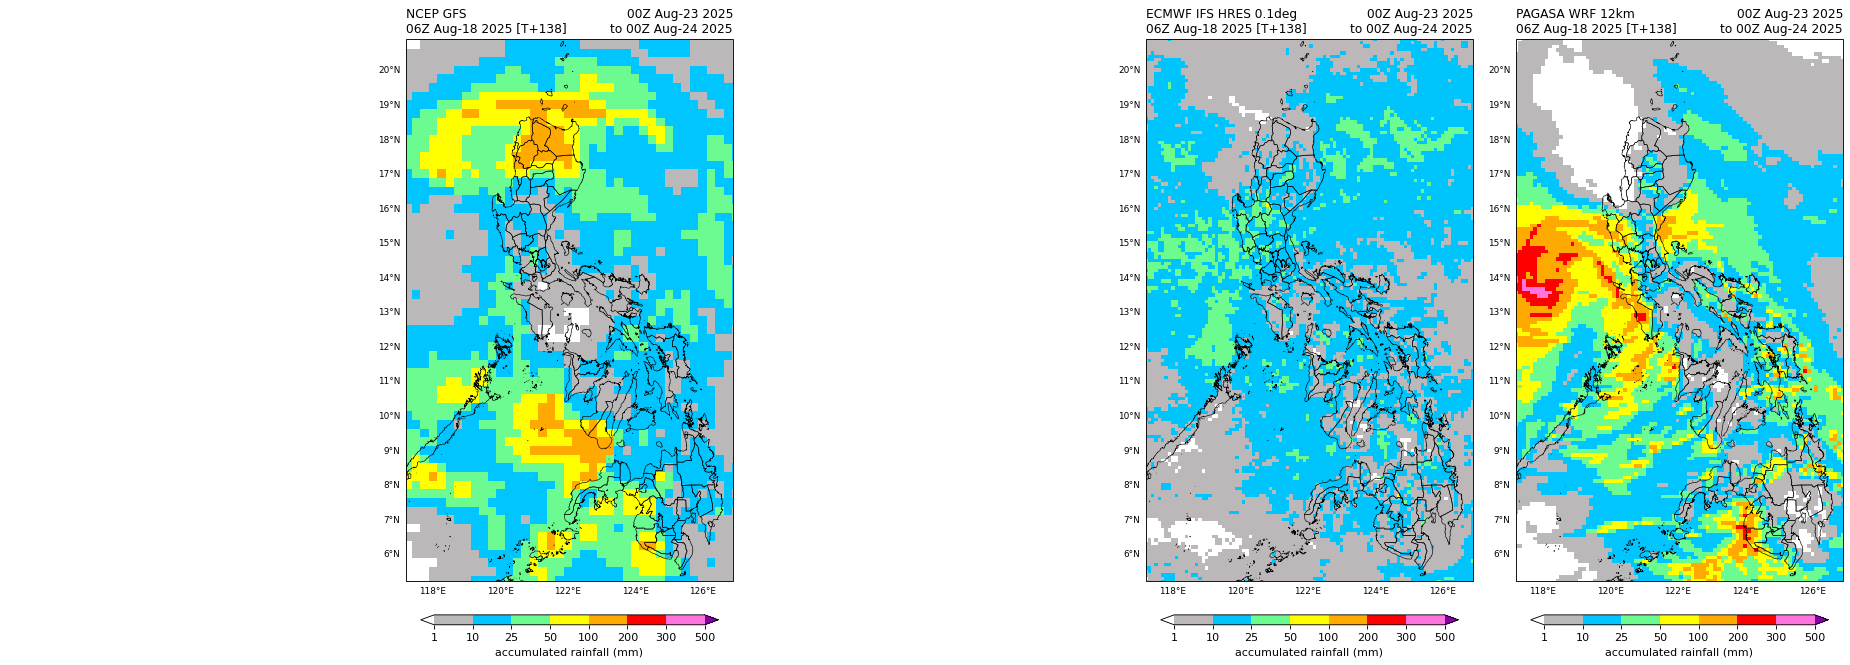 NCEP GFS 00Z Aug-23 2025
06Z Aug-18 2025 [T+138] to 00Z Aug-24 2025
20°N
19°N
18°N
17°N
16°N
15°N
14°N
13°N
12°N
11°N
10°N
9°N
8°N
7°N
6°N
118°E 120°E 122°E 124°E 126°E
1 10 25 50 100 200 300 500
accumulated rainfall (mm)
ECMWF IFS HRES 0.1deg 00Z Aug-23 2025
06Z Aug-18 2025 [T+138] to 00Z Aug-24 2025
20°N
19°N
18°N
17°N
16°N
15°N
14°N
13°N
12°N
11°N
10°N
9°N
8°N
7°N
6°N
118°E 120°E 122°E 124°E 126°E
1 10 25 50 100 200 300 500
accumulated rainfall (mm)
PAGASA WRF 12km 00Z Aug-23 2025
06Z Aug-18 2025 [T+138] to 00Z Aug-24 2025
20°N
19°N
18°N
17°N
16°N
15°N
14°N
13°N
12°N
11°N
10°N
9°N
8°N
7°N
6°N
118°E 120°E 122°E 124°E 126°E
1 10 25 50 100 200 300 500
accumulated rainfall (mm)